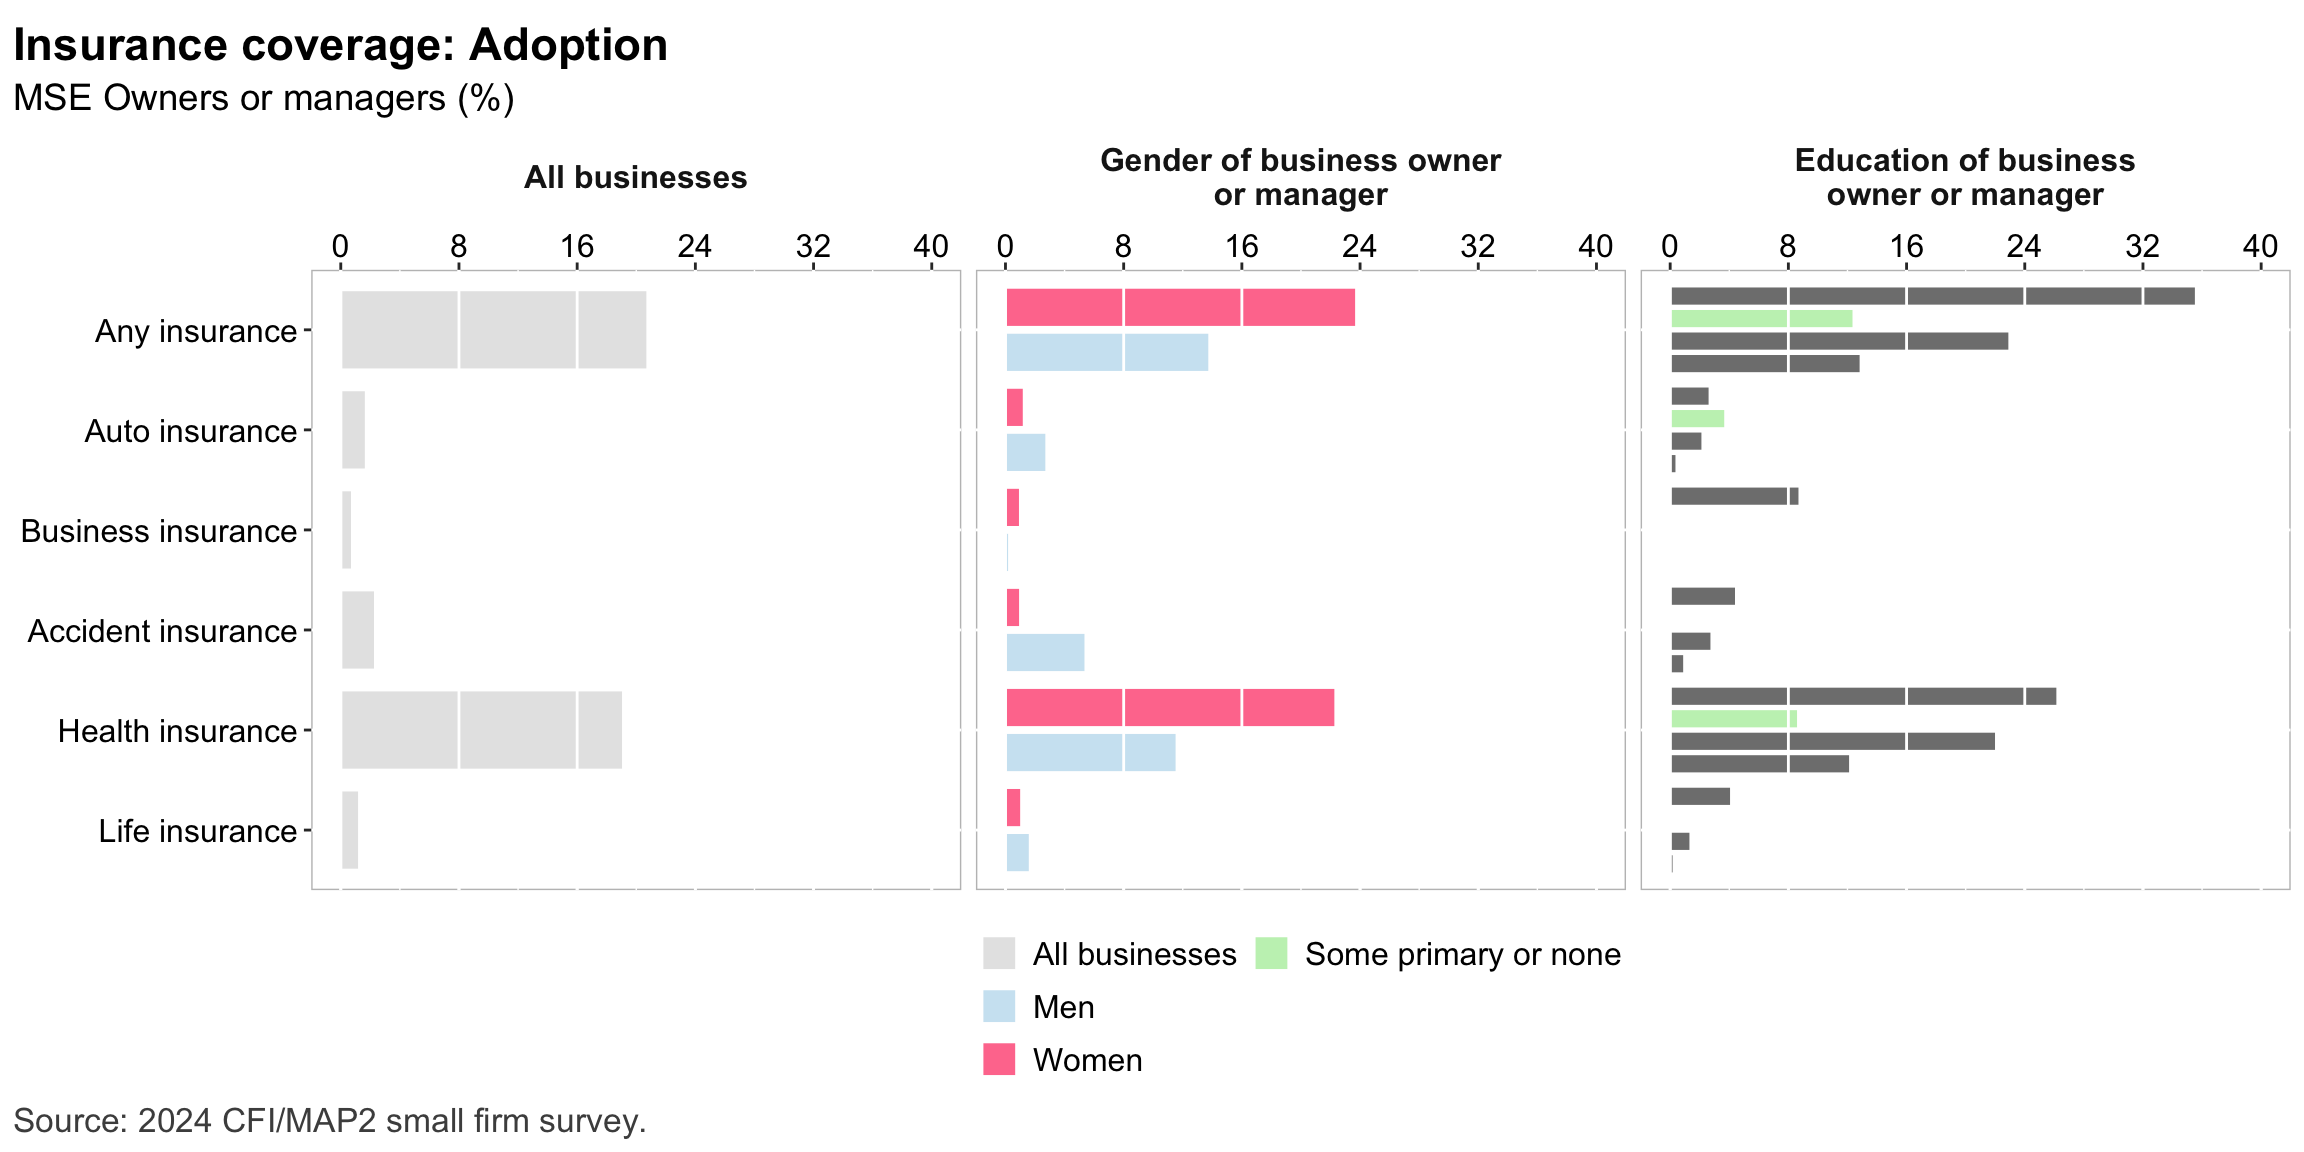 Insurance coverage: Adoption
MSE Owners or managers (%)
All businesses
Gender of business owner
or manager
Education of business
owner or manager
0 8 16 24 32 40
0 8 16 24 32 40
0 8 16 24 32 40
Any insurance
Auto insurance
Business insurance
Accident insurance
Health insurance
Life insurance
All businesses
Some primary or none
Men
Women
Source: 2024 CFI/MAP2 small firm survey.